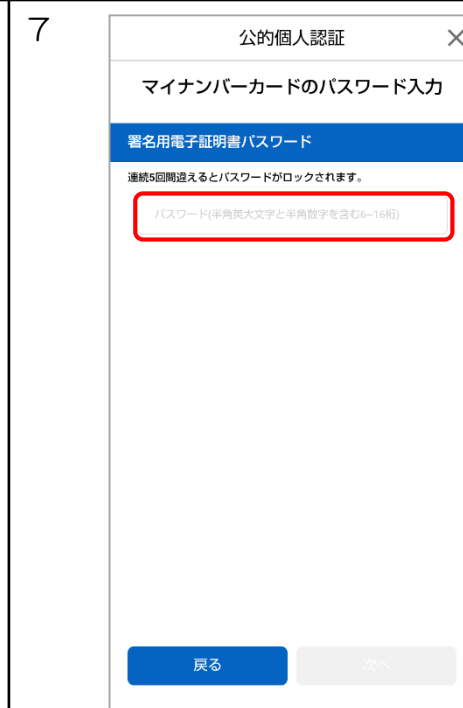 7
公的個人認証
マイナンバーカードのパスワード入力
署名用電子証明書パスワード
連続5回間違えるとパスワードがロックされます。
パスワード(半角英大文字と半角数字を含む6~16桁)
戻る
次へ